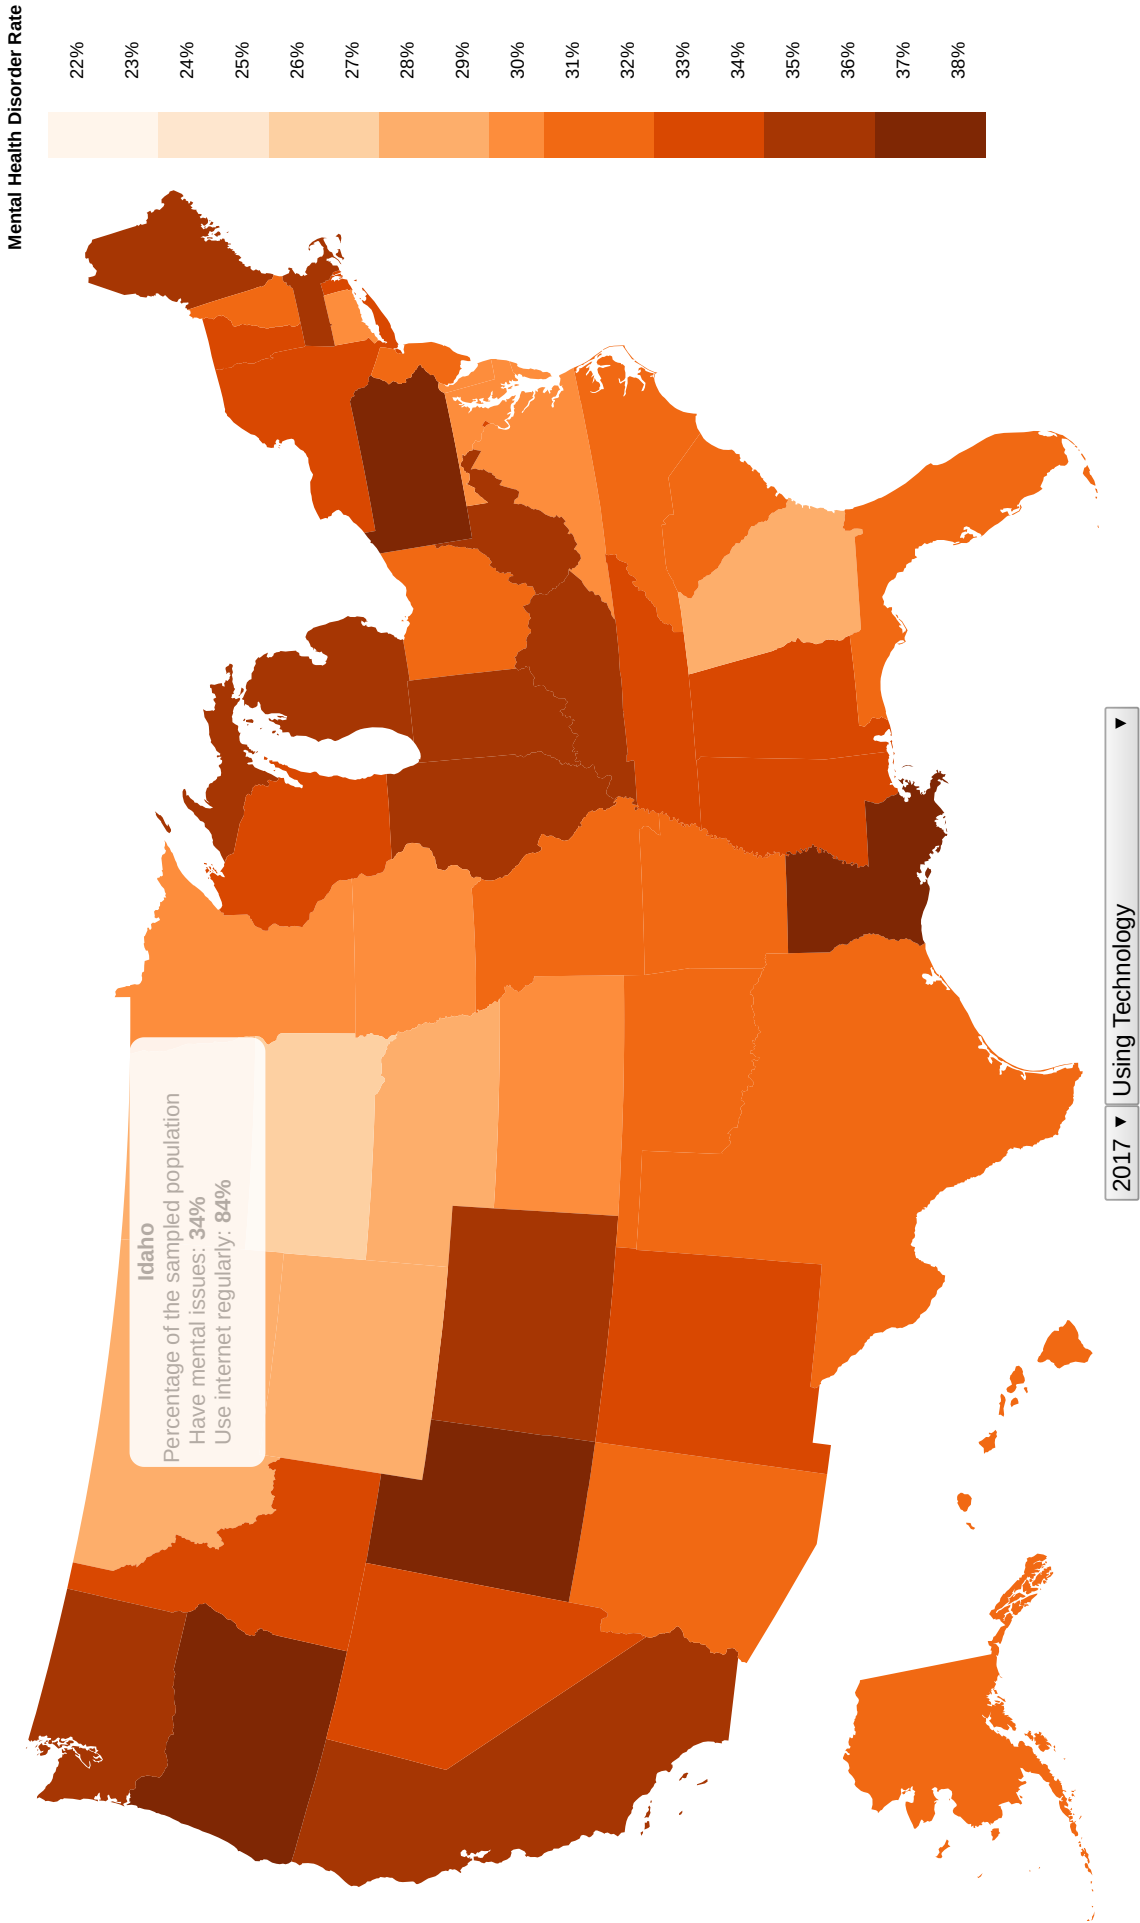 Mental Health Disorder Rate
22%
23%
24%
25%
26%
27%
28%
29%
30%
31%
32%
33%
34%
35%
36%
37%
38%
Idaho
Percentage of the sampled population
Have mental issues: 34%
Use internet regularly: 84%
2017 ▼ Using Technology ▼